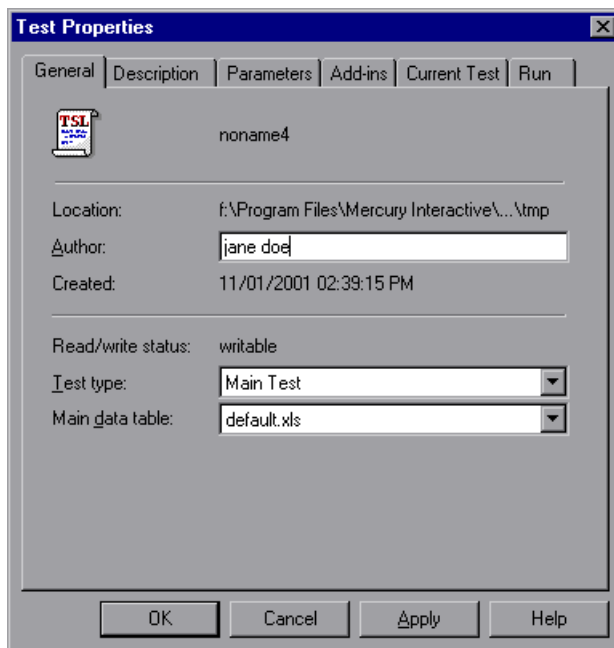 Test Properties
General Description Parameters Add-ins Current Test Run
TSL
noname4
Location: f:\Program Files\Mercury Interactive\...\tmp
Author: jane doe
Created: 11/01/2001 02:39:15 PM
Read/write status: writable
Test type: Main Test
Main data table: default.xls
OK Cancel Apply Help